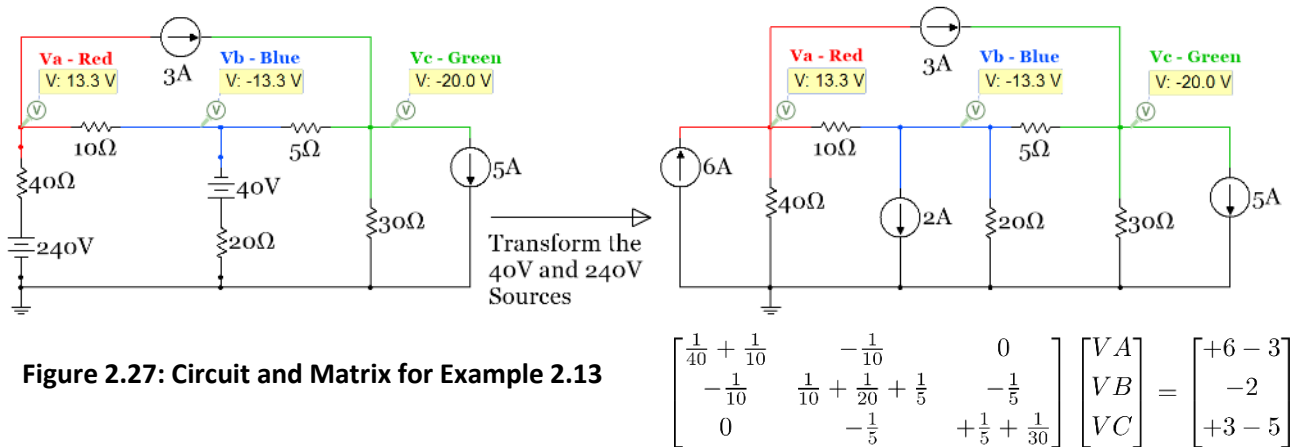 3A
Va - Red
V: 13.3 V
Vb - Blue
V: -13.3 V
Vc - Green
V: -20.0 V
V
V
V
10Ω
5Ω
40Ω
40V
5A
240V
20Ω
30Ω
Transform the
40V and 240V
Sources
3A
Va - Red
V: 13.3 V
Vb - Blue
V: -13.3 V
Vc - Green
V: -20.0 V
V
V
V
10Ω
5Ω
6A
40Ω
2A
20Ω
30Ω
5A
Figure 2.27: Circuit and Matrix for Example 2.13
[1/40 + 1/10 -1/10 0] [VA] [+6 - 3]
[-1/10 1/10 + 1/20 + 1/5 -1/5] [VB] = [-2]
[0 -1/5 +1/5 + 1/30] [VC] [+3 - 5]